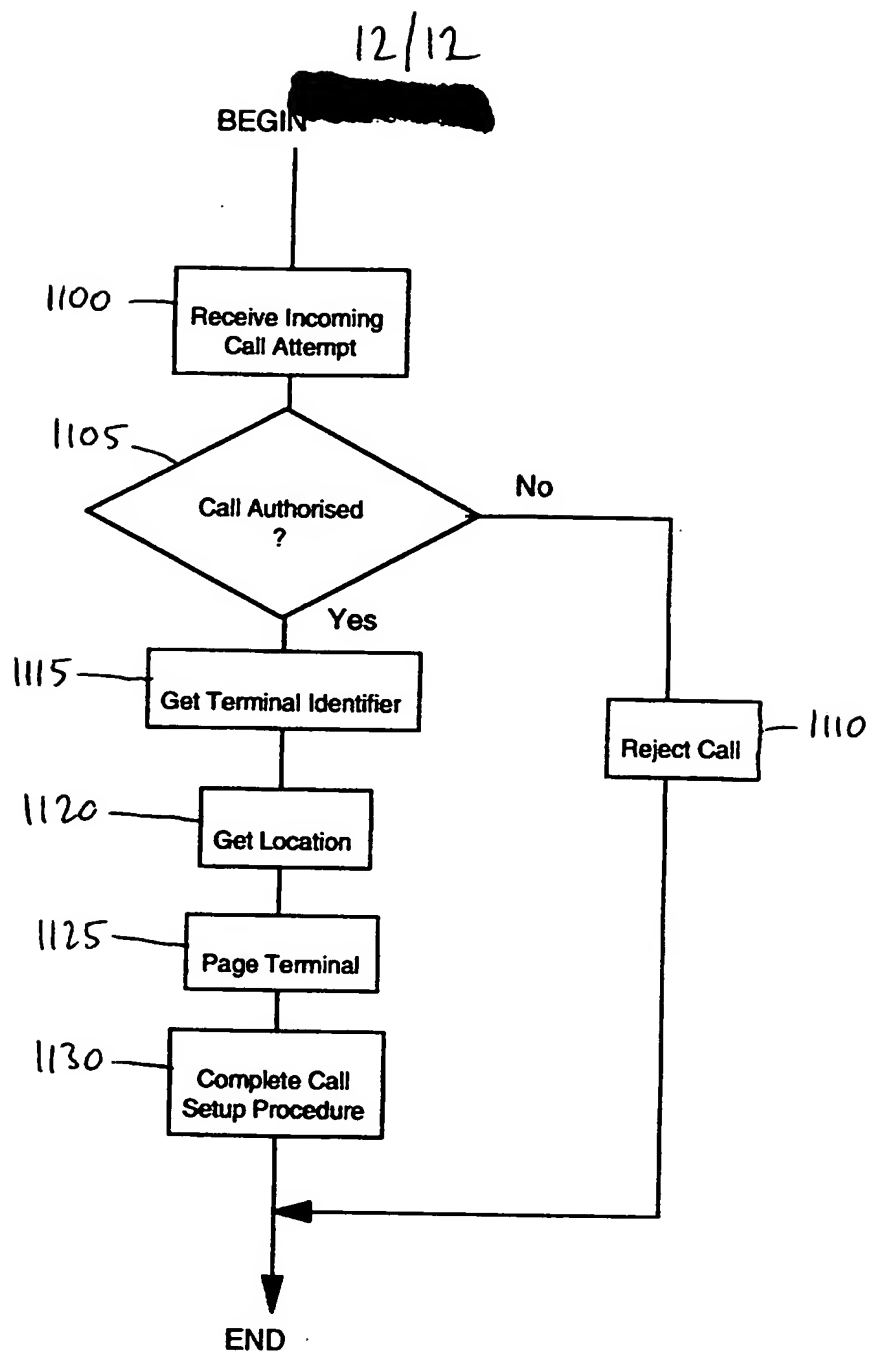 12/12
BEGIN
1100
Receive Incoming
Call Attempt
1105
Call Authorised
?
No
Yes
1115
Get Terminal Identifier
Reject Call
1110
1120
Get Location
1125
Page Terminal
1130
Complete Call
Setup Procedure
END